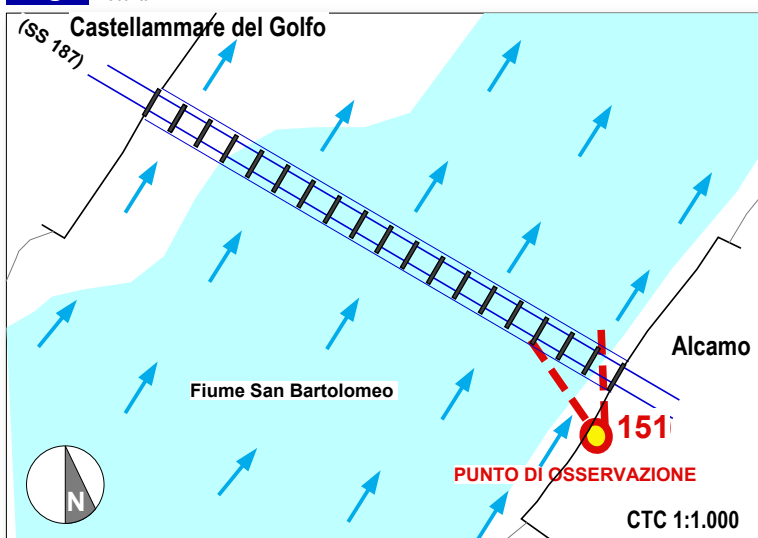 Castellammare del Golfo
(SS 187)
Alcamo
Fiume San Bartolomeo
151
PUNTO DI OSSERVAZIONE
N
CTC 1:1.000